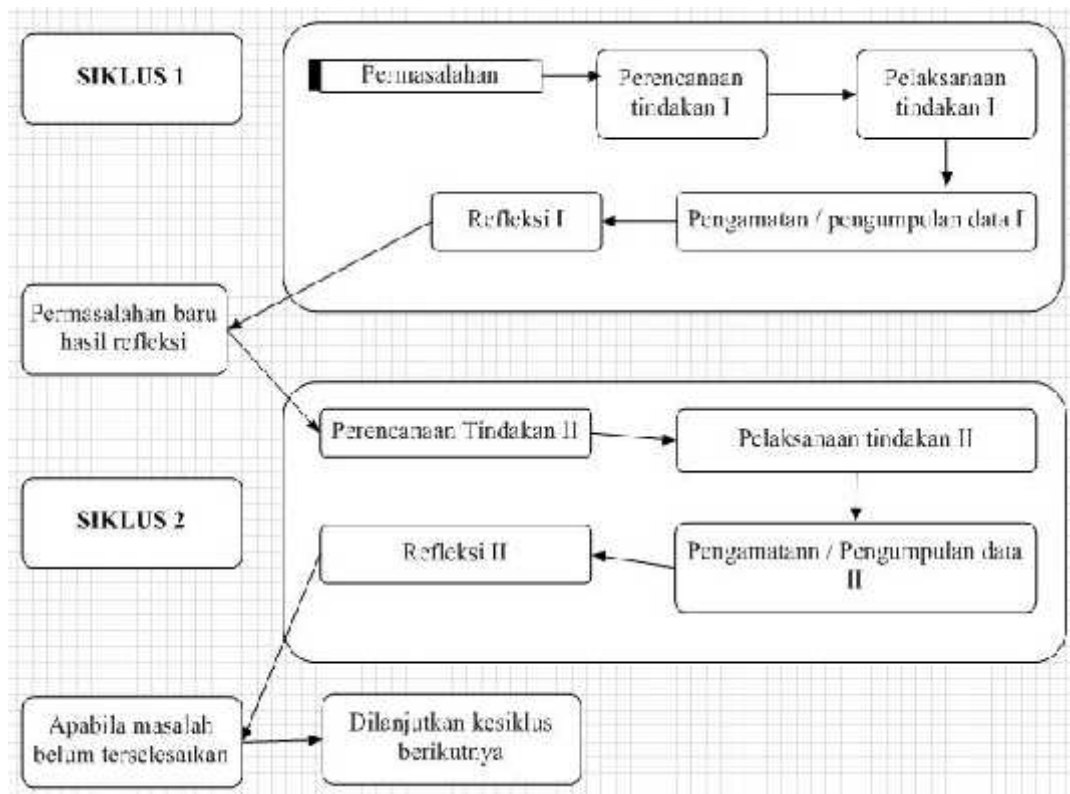 SIKLUS 1
Permasalahan
Perencanaan
tindakan I
Pelaksanaan
tindakan I
Pengamatan / pengumpulan data I
Refleksi I
Permasalahan baru
hasil refleksi
SIKLUS 2
Perencanaan Tindakan II
Pelaksanaan tindakan II
Pengamatann / Pengumpulan data
II
Refleksi II
Apabila masalah
belum terselesaikan
Dilanjutkan kesiklus
berikutnya